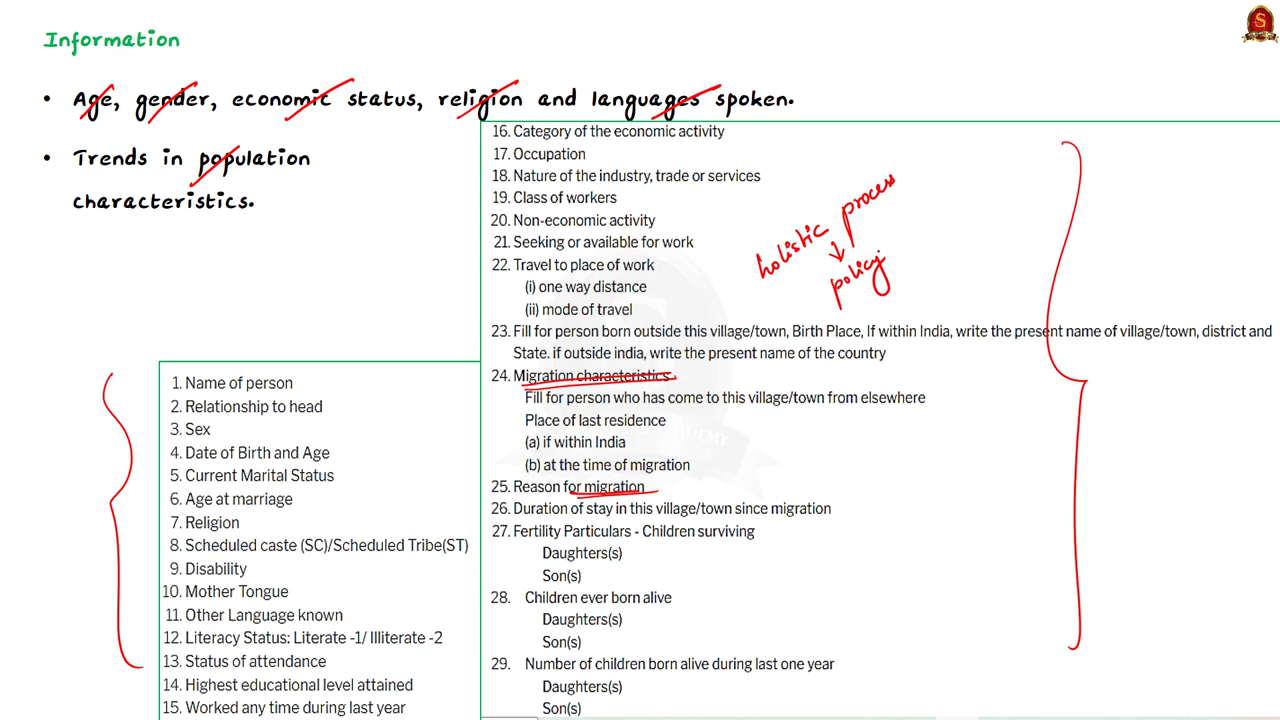 Information
• Age, gender, economic status, religion and languages spoken.
• Trends in population
characteristics.
1. Name of person
2. Relationship to head
3. Sex
4. Date of Birth and Age
5. Current Marital Status
6. Age at marriage
7. Religion
8. Scheduled caste (SC)/Scheduled Tribe(ST)
9. Disability
10. Mother Tongue
11. Other Language known
12. Literacy Status: Literate -1/ Illiterate -2
13. Status of attendance
14. Highest educational level attained
15. Worked any time during last year
16. Category of the economic activity
17. Occupation
18. Nature of the industry, trade or services
19. Class of workers
20. Non-economic activity
21. Seeking or available for work
22. Travel to place of work
(i) one way distance
(ii) mode of travel
23. Fill for person born outside this village/town, Birth Place, If within India, write the present name of village/town, district and
State. if outside india, write the present name of the country
24. Migration characteristics
Fill for person who has come to this village/town from elsewhere
Place of last residence
(a) if within India
(b) at the time of migration
25. Reason for migration
26. Duration of stay in this village/town since migration
27. Fertility Particulars - Children surviving
Daughters(s)
Son(s)
28. Children ever born alive
Daughters(s)
Son(s)
29. Number of children born alive during last one year
Daughters(s)
Son(s)
holistic process
↓
policy
S